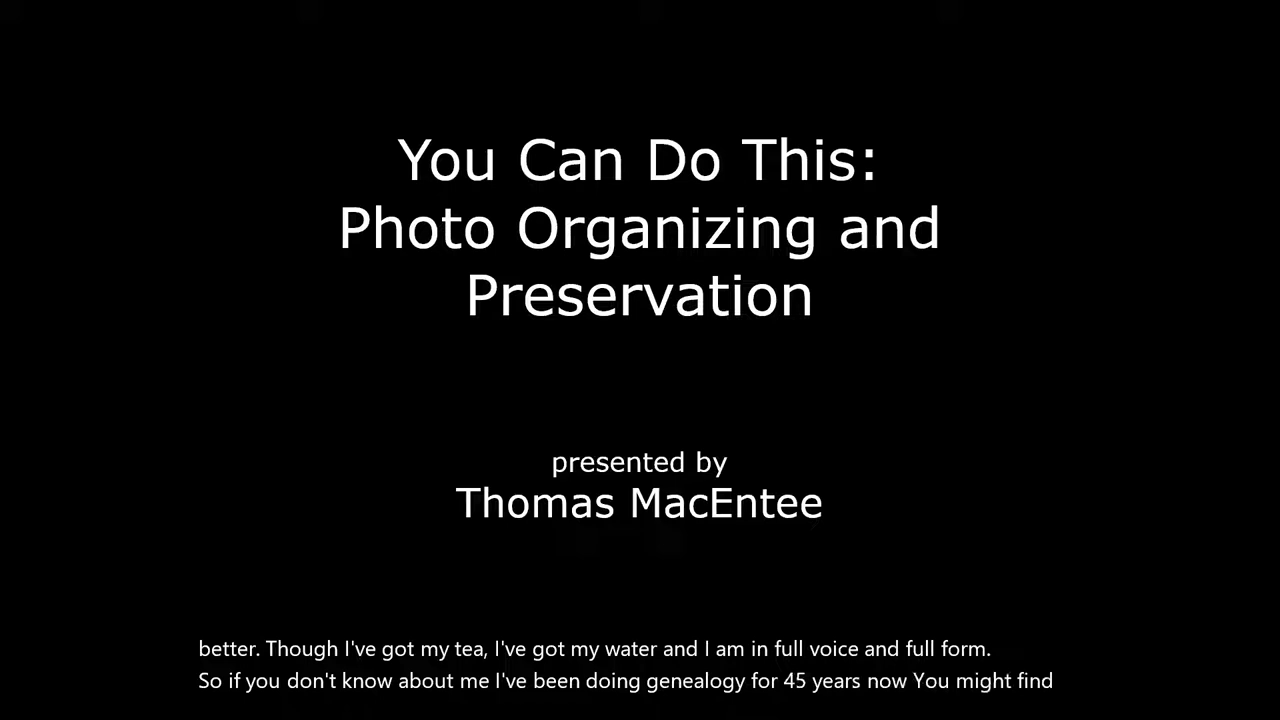 You Can Do This:
Photo Organizing and
Preservation
presented by
Thomas MacEntee
better. Though I've got my tea, I've got my water and I am in full voice and full form.
So if you don't know about me I've been doing genealogy for 45 years now You might find